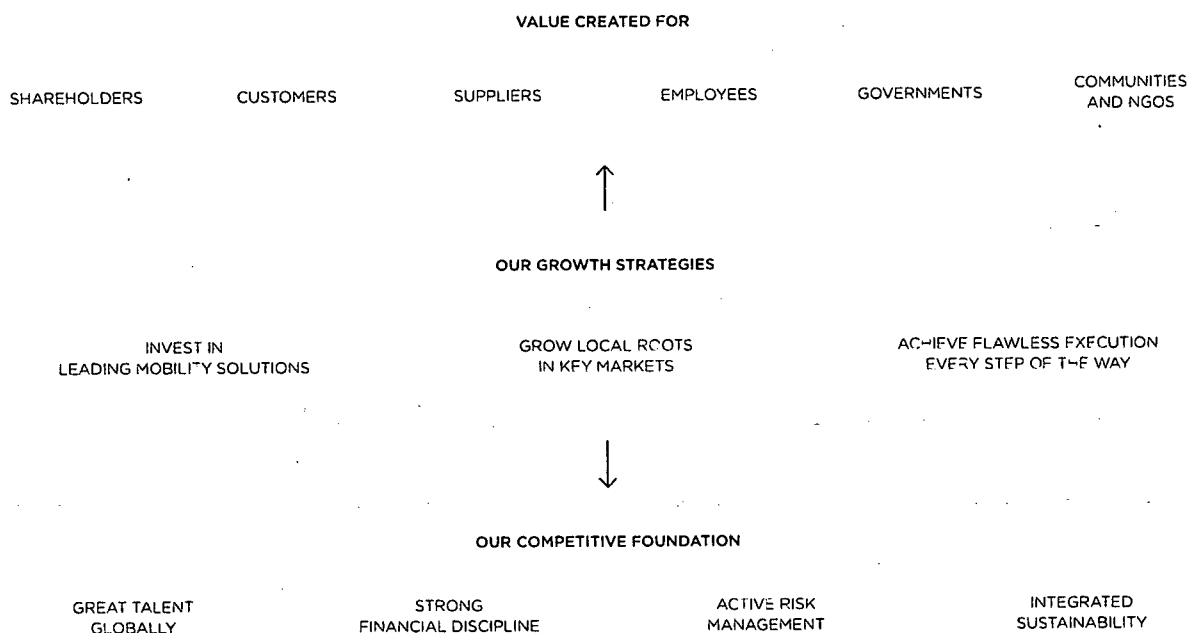 VALUE CREATED FOR
SHAREHOLDERS
CUSTOMERS
SUPPLIERS
EMPLOYEES
GOVERNMENTS
COMMUNITIES
AND NGOS
OUR GROWTH STRATEGIES
INVEST IN
LEADING MOBILITY SOLUTIONS
GROW LOCAL ROOTS
IN KEY MARKETS
ACHIEVE FLAWLESS EXECUTION
EVERY STEP OF THE WAY
OUR COMPETITIVE FOUNDATION
GREAT TALENT
GLOBALLY
STRONG
FINANCIAL DISCIPLINE
ACTIVE RISK
MANAGEMENT
INTEGRATED
SUSTAINABILITY